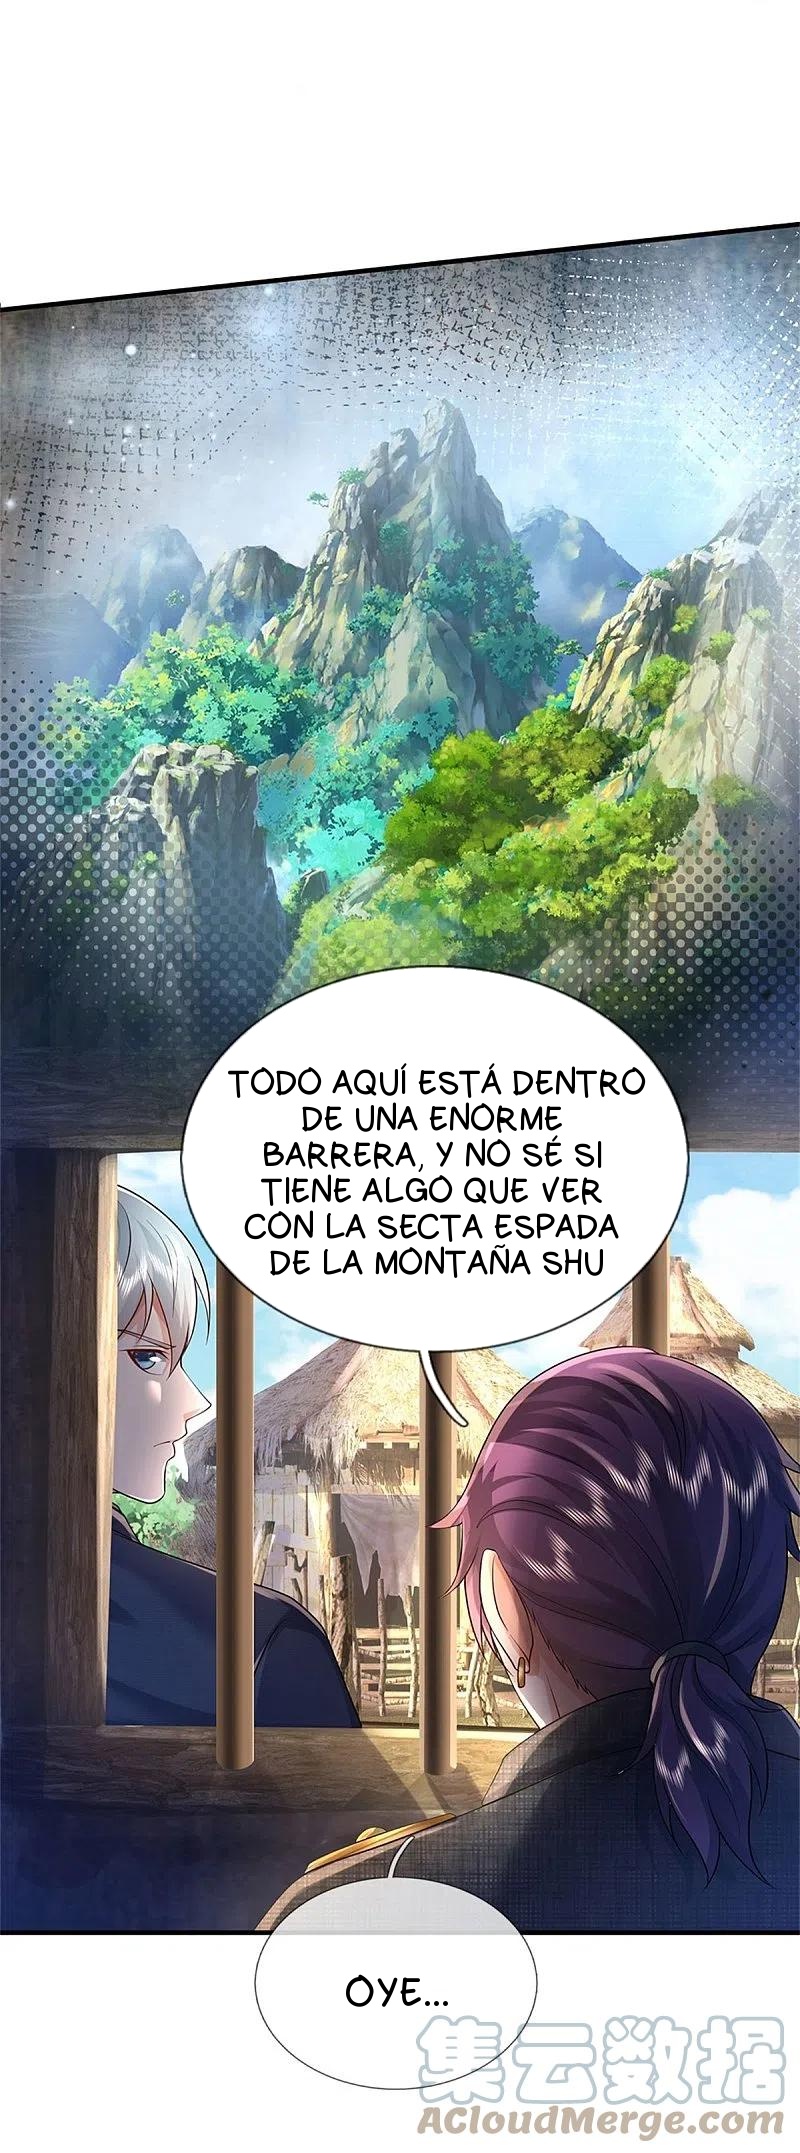 TODO AQUÍ ESTÁ DENTRO
DE UNA ENORME
BARRERA, Y NO SÉ SI
TIENE ALGO QUE VER
CON LA SECTA ESPADA
DE LA MONTAÑA SHU
OYE...
集云数据
ACloudMerge.com